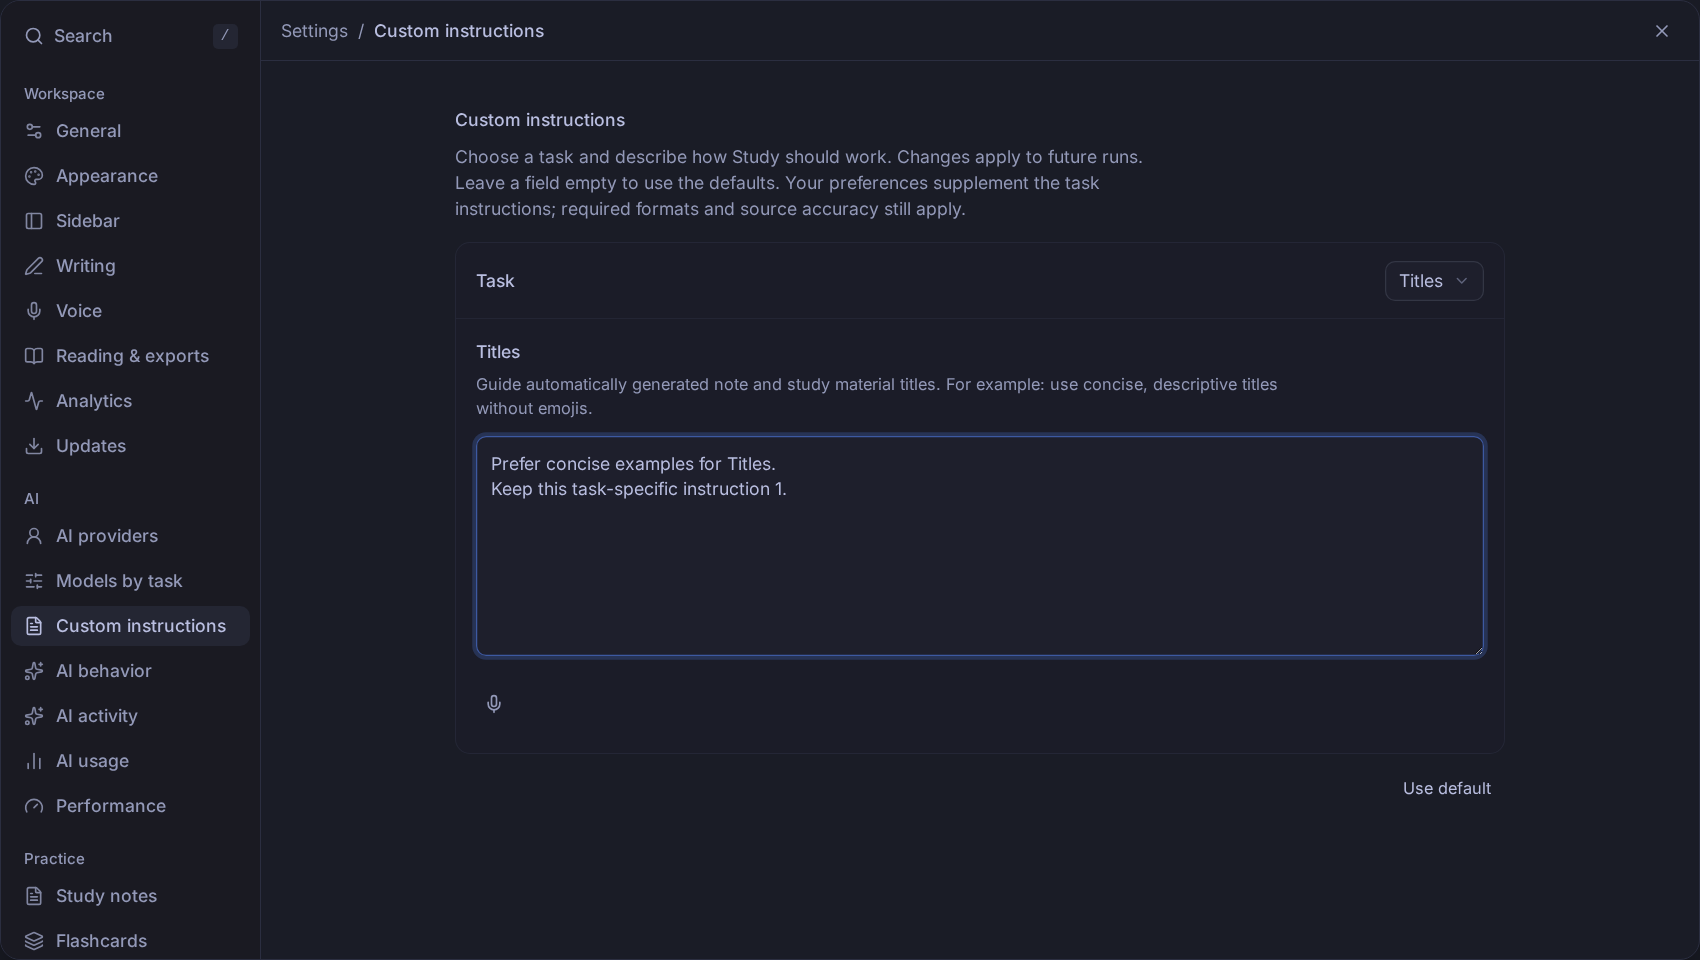 Search /
Settings / Custom instructions
Workspace
General
Appearance
Sidebar
Writing
Voice
Reading & exports
Analytics
Updates
AI
AI providers
Models by task
Custom instructions
AI behavior
AI activity
AI usage
Performance
Practice
Study notes
Flashcards
Custom instructions
Choose a task and describe how Study should work. Changes apply to future runs.
Leave a field empty to use the defaults. Your preferences supplement the task
instructions; required formats and source accuracy still apply.
Task
Titles
Titles
Guide automatically generated note and study material titles. For example: use concise, descriptive titles
without emojis.
Prefer concise examples for Titles.
Keep this task-specific instruction 1.
Use default